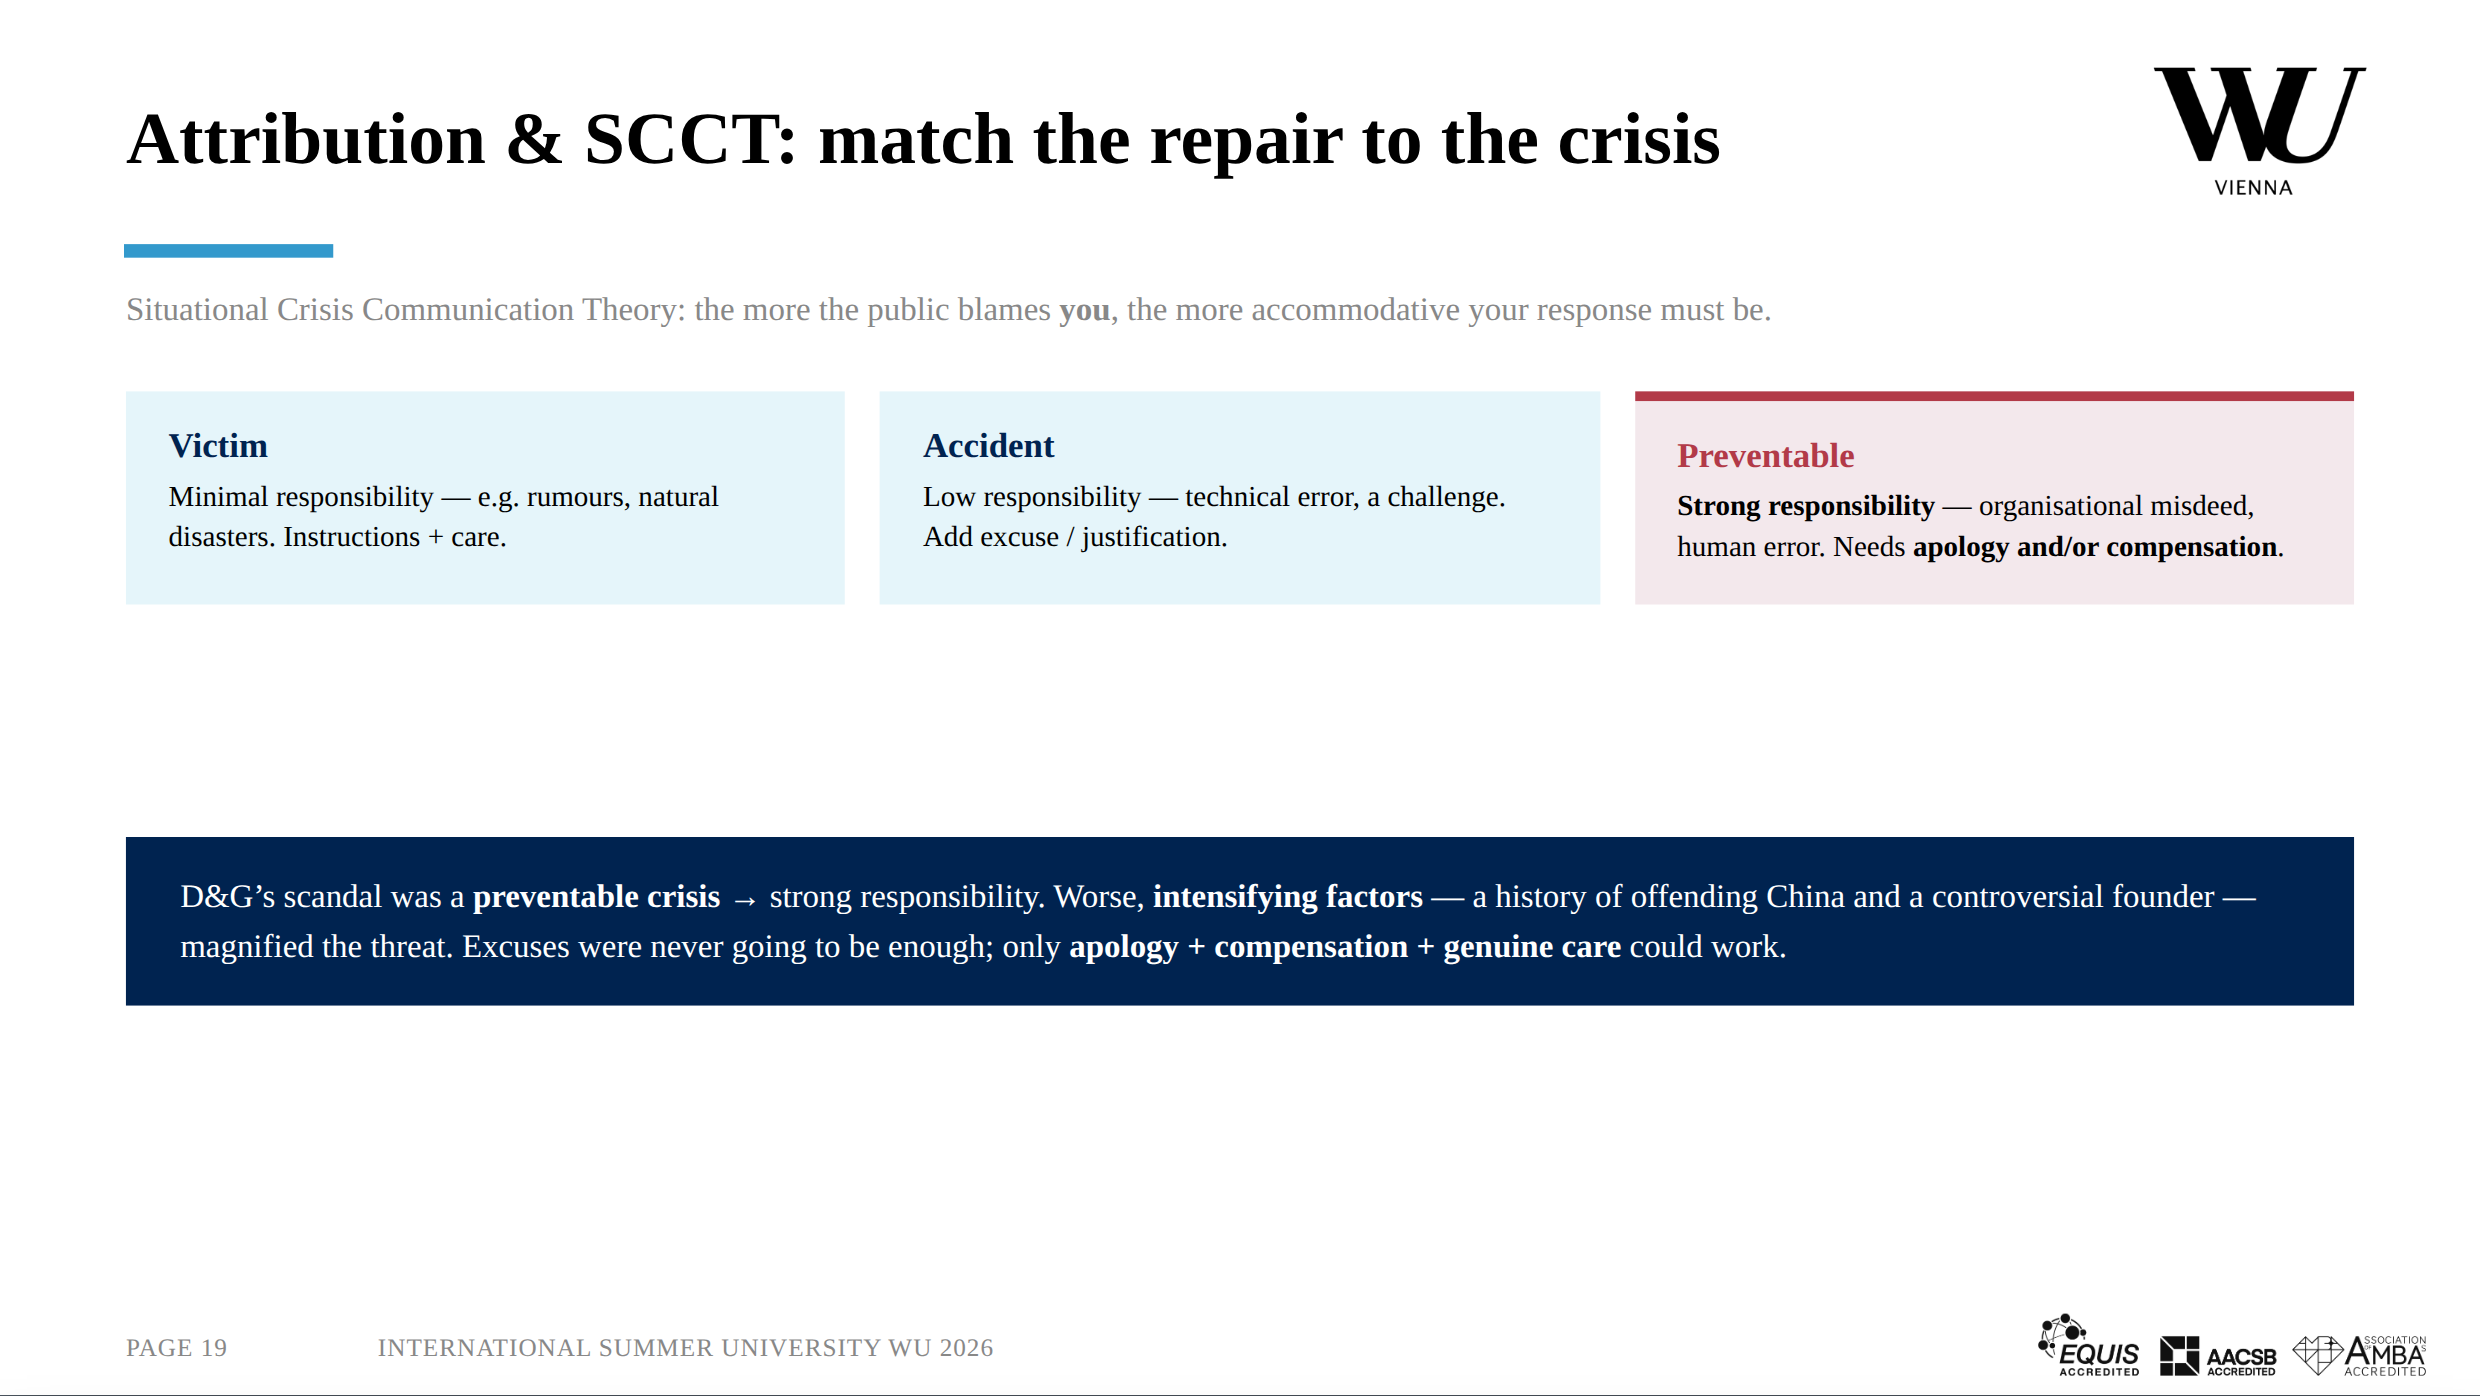 Attribution & SCCT: match the repair to the crisis
WU
VIENNA
Situational Crisis Communication Theory: the more the public blames you, the more accommodative your response must be.
Victim
Minimal responsibility — e.g. rumours, natural
disasters. Instructions + care.
Accident
Low responsibility — technical error, a challenge.
Add excuse / justification.
Preventable
Strong responsibility — organisational misdeed,
human error. Needs apology and/or compensation.
D&G’s scandal was a preventable crisis → strong responsibility. Worse, intensifying factors — a history of offending China and a controversial founder —
magnified the threat. Excuses were never going to be enough; only apology + compensation + genuine care could work.
PAGE 19
INTERNATIONAL SUMMER UNIVERSITY WU 2026
EQUIS
ACCREDITED
AACSB
ACCREDITED
ASSOCIATION
OF
AMBAS
ACCREDITED